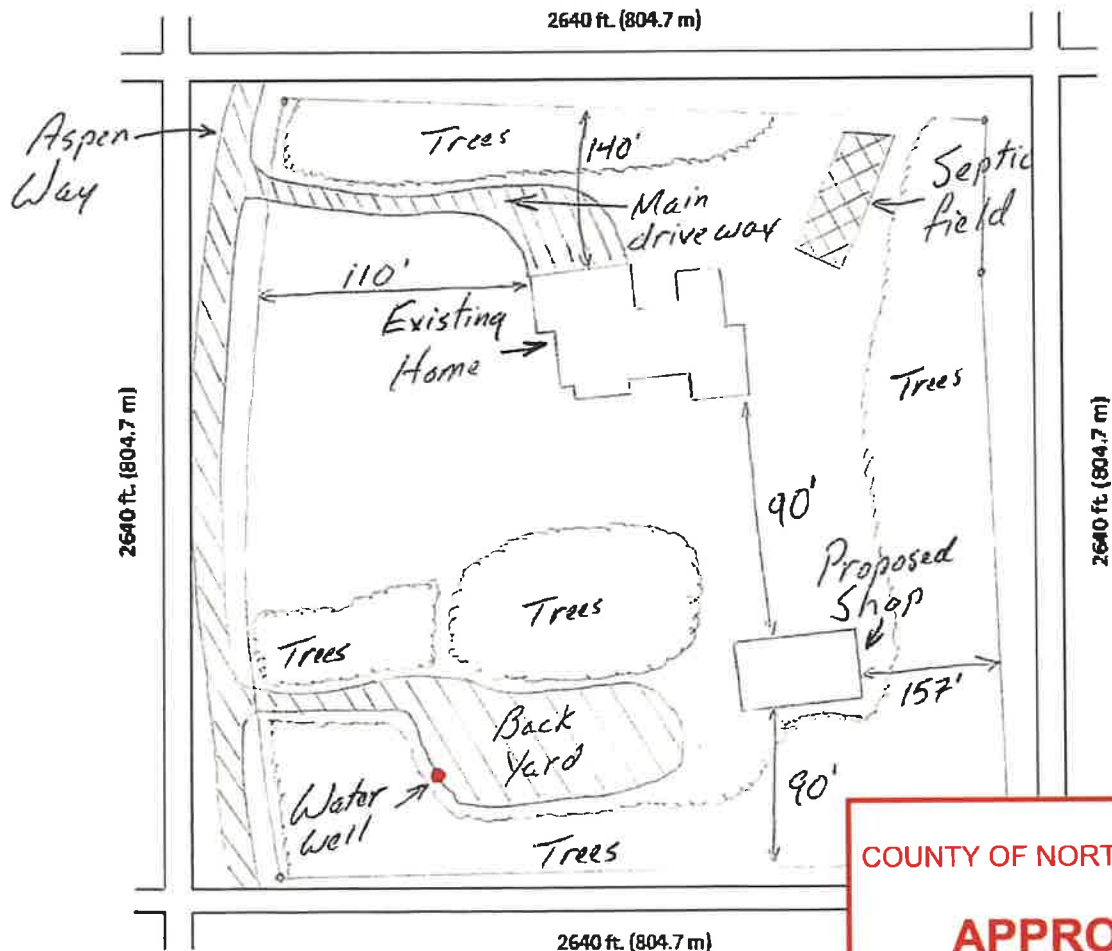 2640 ft. (804.7 m)
Aspen
Way
Trees
140'
Septic
field
Main
driveway
110'
Existing
Home
Trees
2640 ft. (804.7 m)
2640 ft. (804.7 m)
90'
Proposed
Shop
Trees
Trees
157'
Back
Yard
Water
Well
90'
Trees
COUNTY OF NORT
APPRO
2640 ft. (804.7 m)